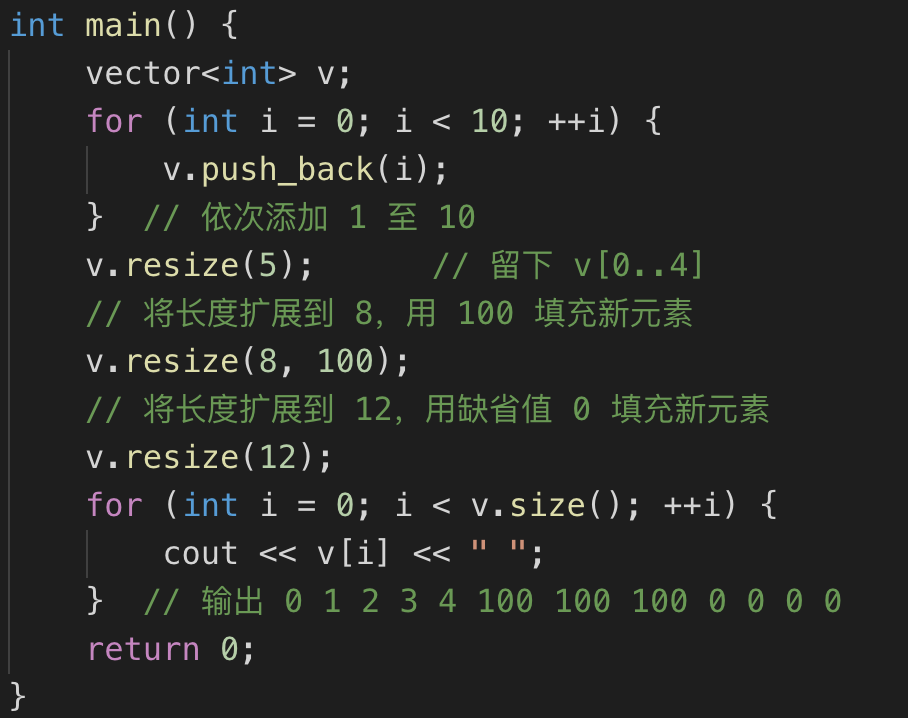 int main() {
    vector<int> v;
    for (int i = 0; i < 10; ++i) {
        v.push_back(i);
    }  // 依次添加 1 至 10
    v.resize(5);      // 留下 v[0..4]
    // 将长度扩展到 8，用 100 填充新元素
    v.resize(8, 100);
    // 将长度扩展到 12，用缺省值 0 填充新元素
    v.resize(12);
    for (int i = 0; i < v.size(); ++i) {
        cout << v[i] << " ";
    }  // 输出 0 1 2 3 4 100 100 100 0 0 0 0
    return 0;
}